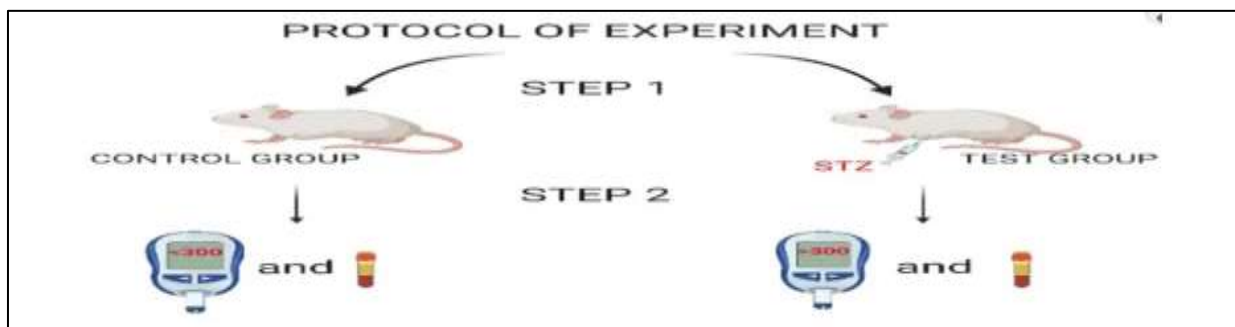 PROTOCOL OF EXPERIMENT
STEP 1
CONTROL GROUP
STZ
TEST GROUP
STEP 2
and
and